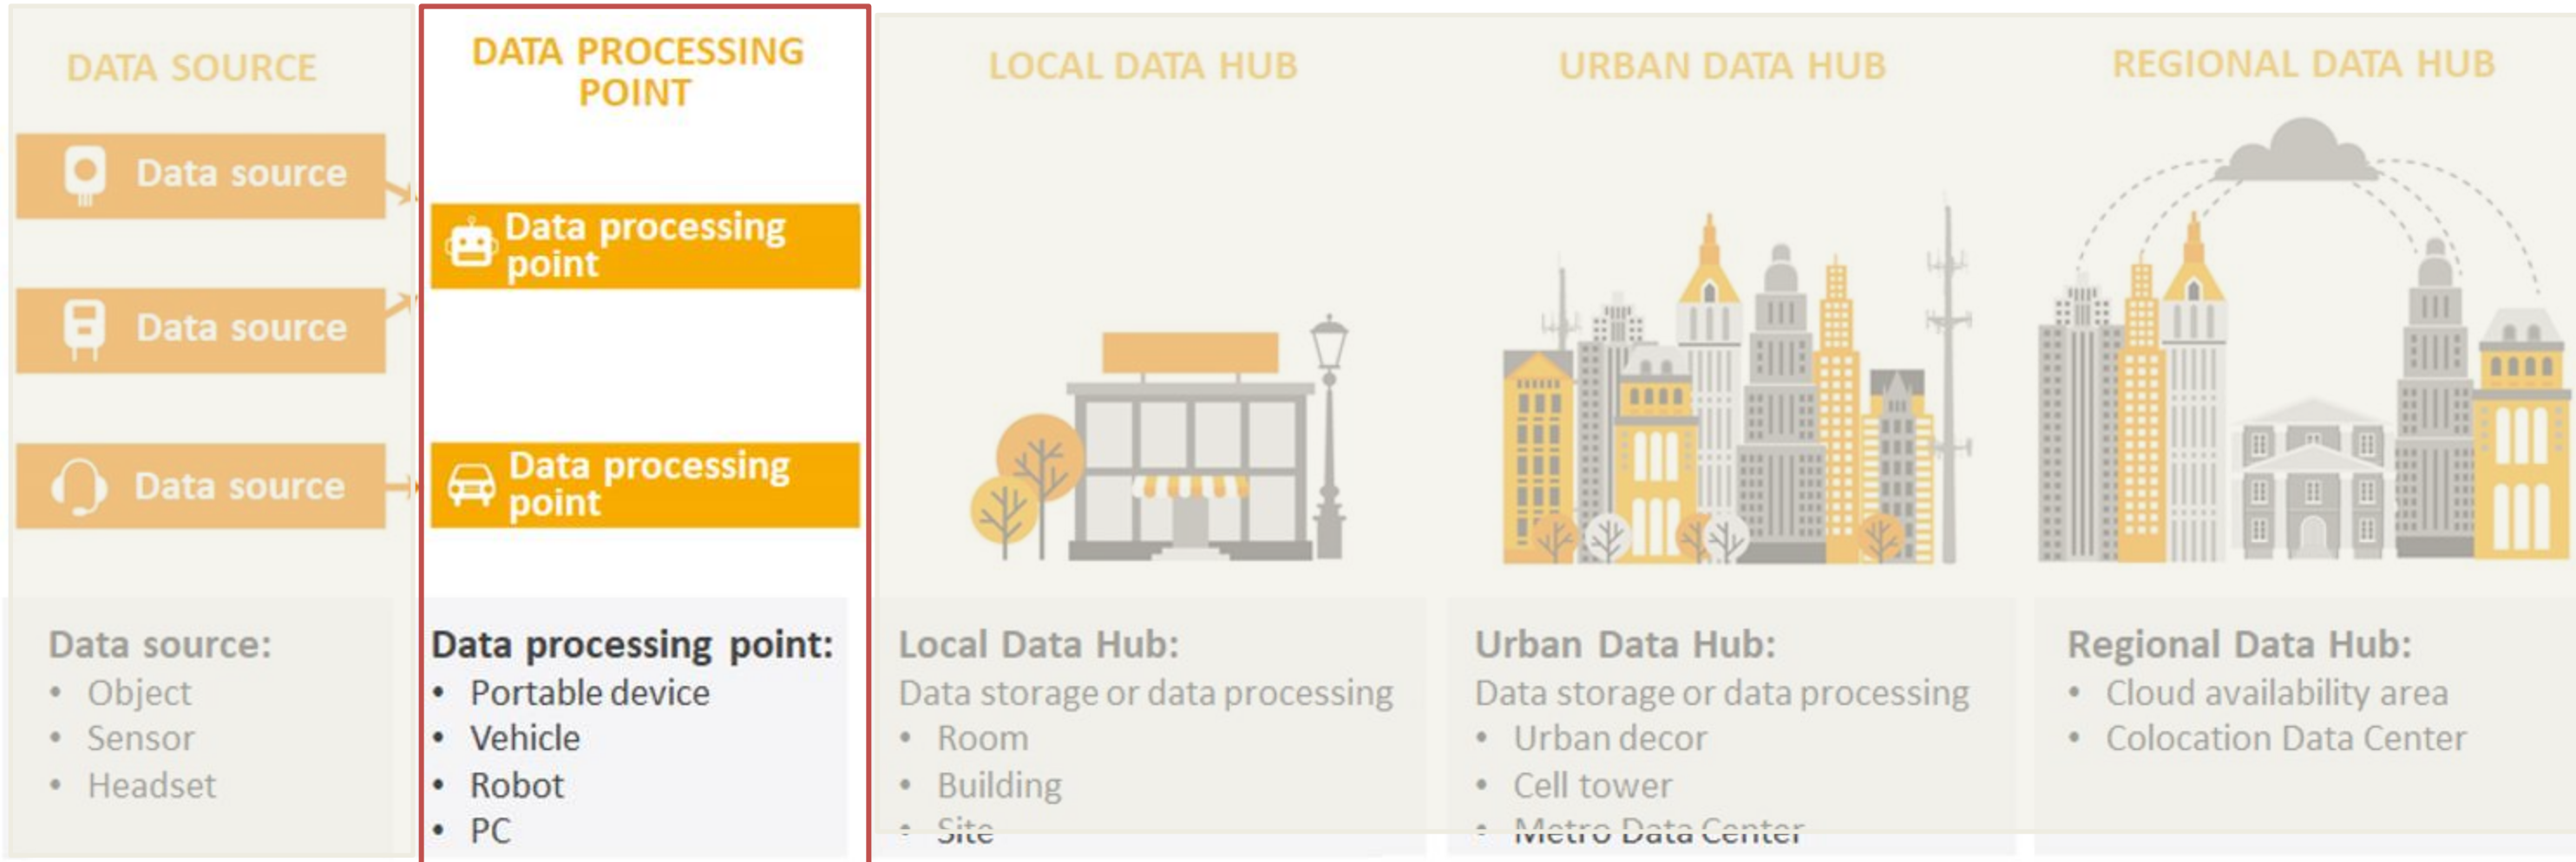 DATA SOURCE
Data source
Data source
Data source
Data source:
• Object
• Sensor
• Headset
DATA PROCESSING
POINT
Data processing
point
Data processing
point
Data processing point:
• Portable device
• Vehicle
• Robot
• PC
LOCAL DATA HUB
Local Data Hub:
Data storage or data processing
• Room
• Building
• Site
URBAN DATA HUB
Urban Data Hub:
Data storage or data processing
• Urban decor
• Cell tower
• Metro Data Center
REGIONAL DATA HUB
Regional Data Hub:
• Cloud availability area
• Colocation Data Center